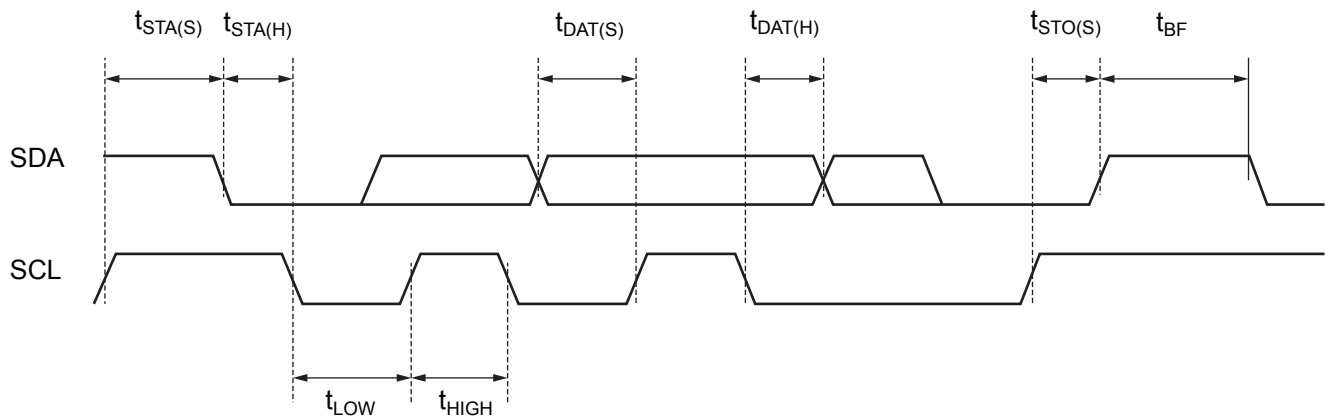 tSTA(S) tSTA(H) tDAT(S) tDAT(H) tSTO(S) tBF
SDA
SCL
tLOW tHIGH